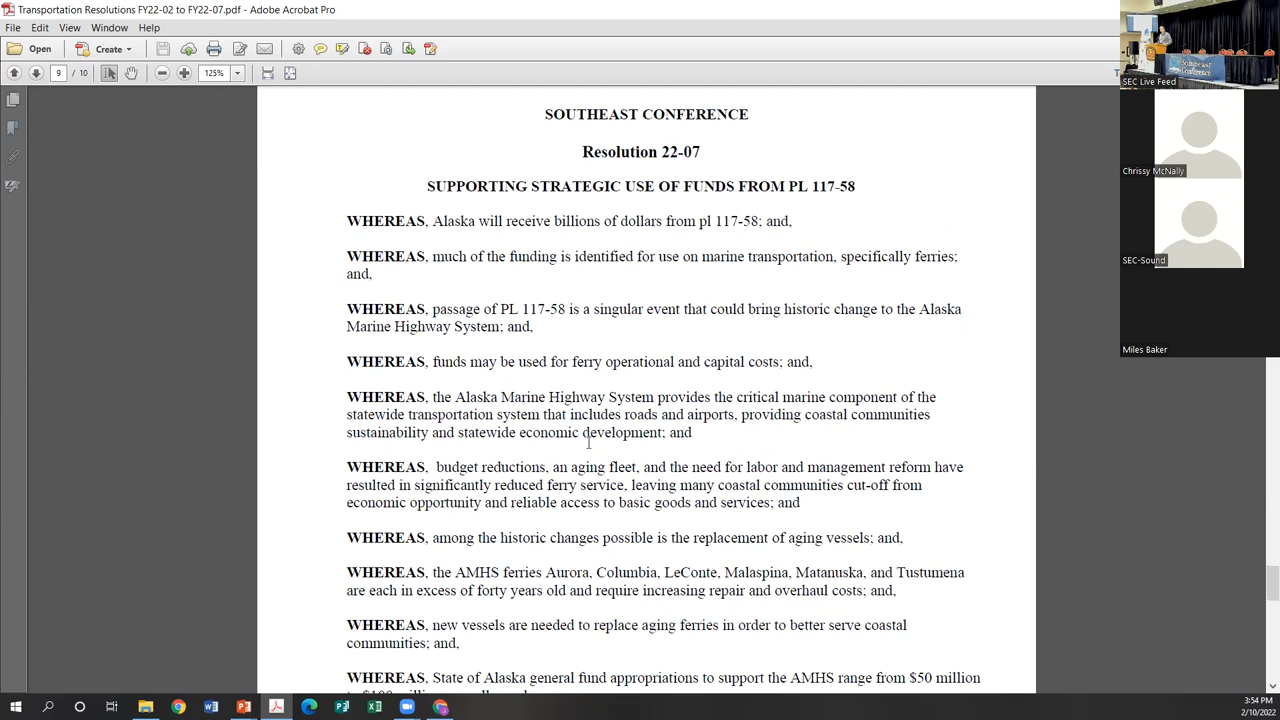 Transportation Resolutions FY22-02 to FY22-07.pdf - Adobe Acrobat Pro
File Edit View Window Help
Open Create
9 / 10 125%
SOUTHEAST CONFERENCE
Resolution 22-07
SUPPORTING STRATEGIC USE OF FUNDS FROM PL 117-58
WHEREAS, Alaska will receive billions of dollars from pl 117-58; and,
WHEREAS, much of the funding is identified for use on marine transportation, specifically ferries;
and,
WHEREAS, passage of PL 117-58 is a singular event that could bring historic change to the Alaska
Marine Highway System; and,
WHEREAS, funds may be used for ferry operational and capital costs; and,
WHEREAS, the Alaska Marine Highway System provides the critical marine component of the
statewide transportation system that includes roads and airports, providing coastal communities
sustainability and statewide economic development; and
WHEREAS, budget reductions, an aging fleet, and the need for labor and management reform have
resulted in significantly reduced ferry service, leaving many coastal communities cut-off from
economic opportunity and reliable access to basic goods and services; and
WHEREAS, among the historic changes possible is the replacement of aging vessels; and,
WHEREAS, the AMHS ferries Aurora, Columbia, LeConte, Malaspina, Matanuska, and Tustumena
are each in excess of forty years old and require increasing repair and overhaul costs; and,
WHEREAS, new vessels are needed to replace aging ferries in order to better serve coastal
communities; and,
WHEREAS, State of Alaska general fund appropriations to support the AMHS range from $50 million
Southeast
Conference
SEC Live Feed
Chrissy McNally
SEC-Sound
Miles Baker
3:54 PM
2/10/2022